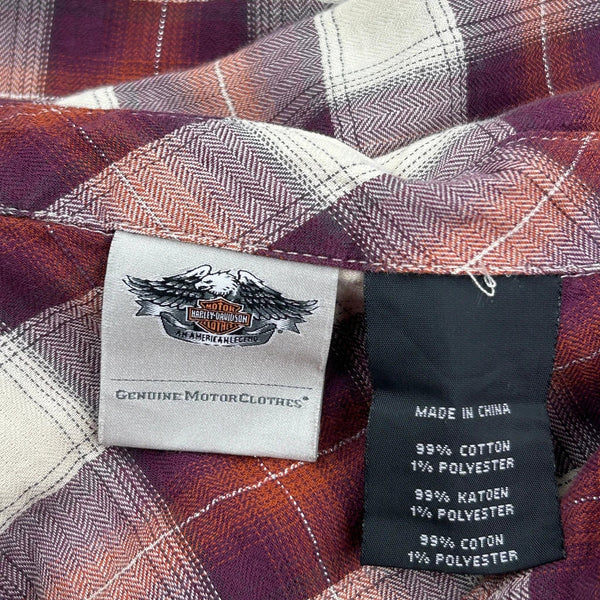 MOTOR
HARLEY-DAVIDSON
CLOTHES
AN AMERICAN LEGEND
GENUINE MOTORCLOTHES®
MADE IN CHINA
99% COTTON
1% POLYESTER
99% KATOEN
1% POLYESTER
99% COTON
1% POLYESTER